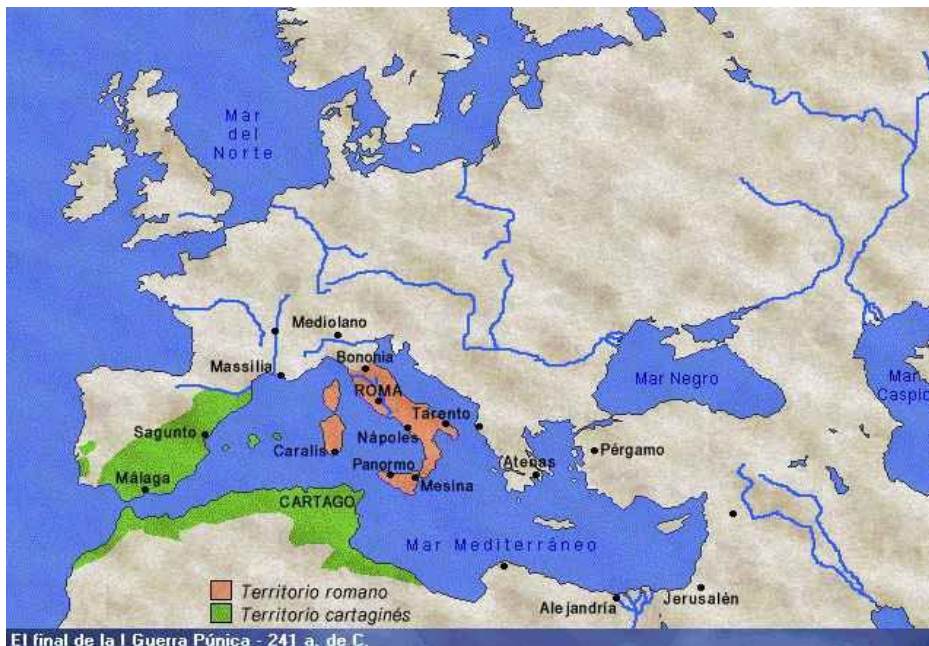 Mar
del
Norte
Mediolano
Bononia
Massilia
ROMA
Mar Negro
Mar
Caspio
Tarento
Sagunto
Nápoles
Caralis
Atenas
Pérgamo
Panormo
Mesina
Málaga
CARTAGO
Mar Mediterráneo
Territorio romano
Territorio cartaginés
Alejandría
Jerusalén
El final de la I Guerra Púnica - 241 a. de C.